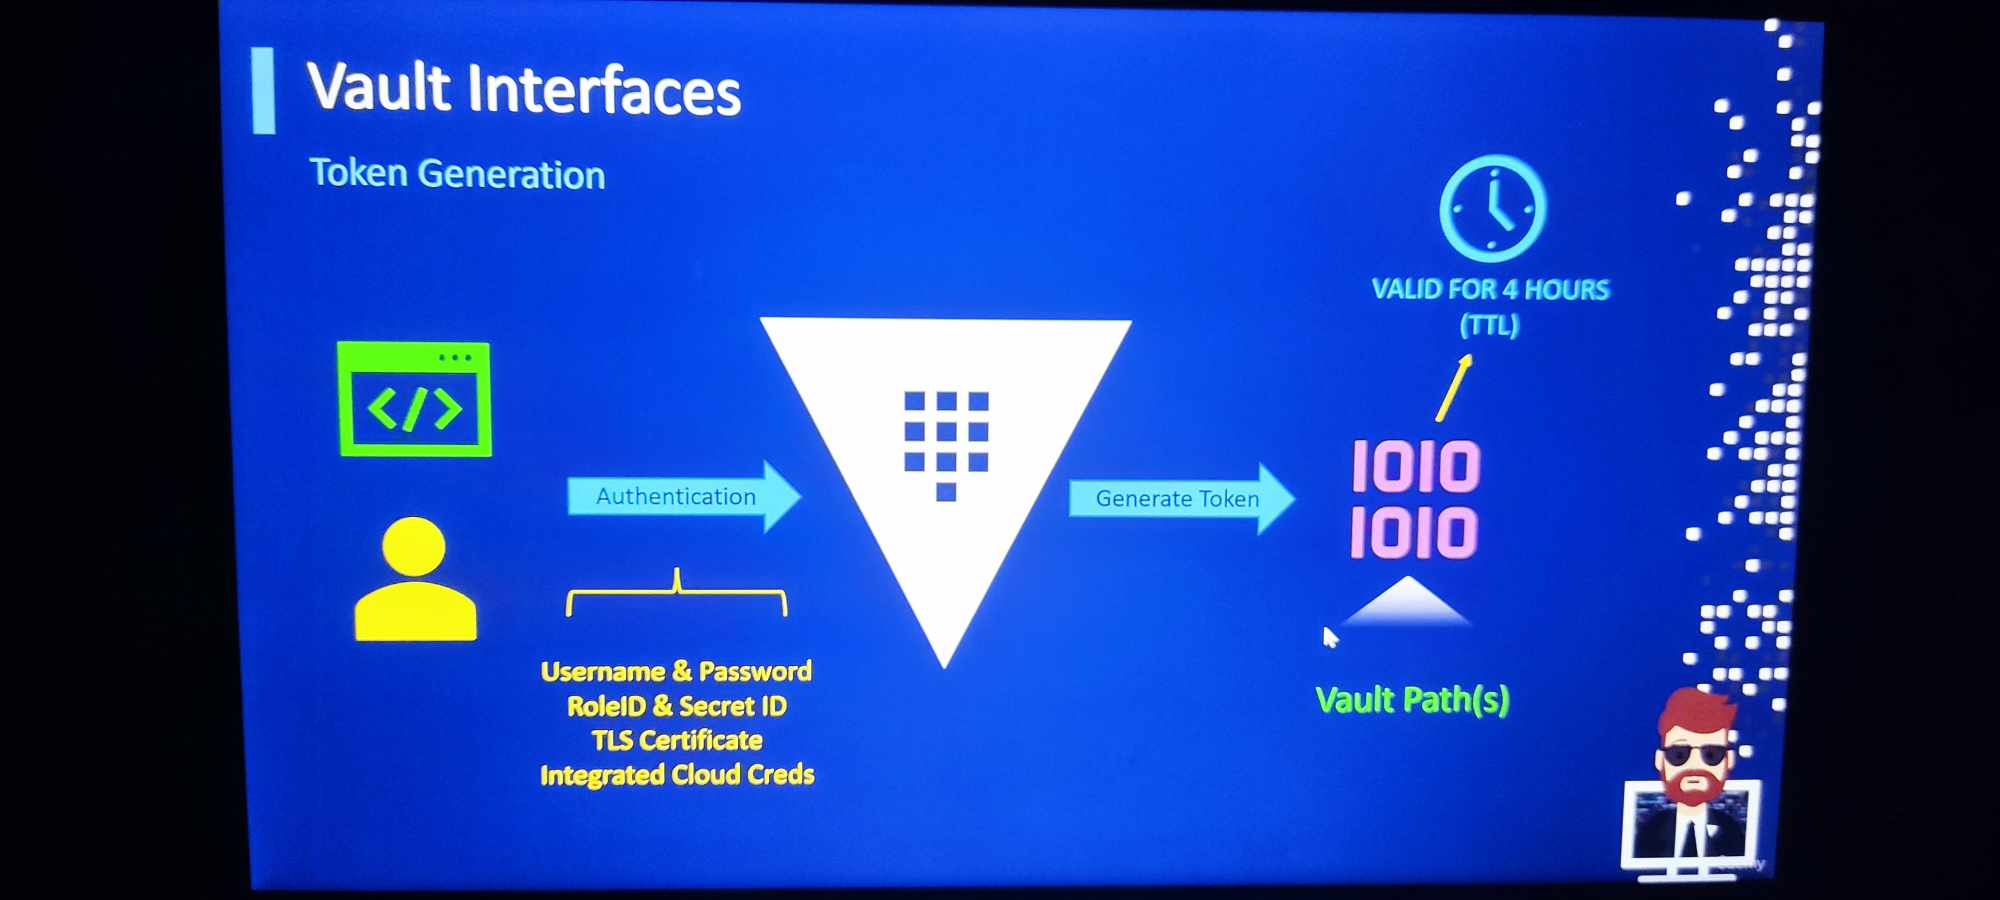 Vault Interfaces
Token Generation
VALID FOR 4 HOURS
(TTL)
</>
Authentication
Generate Token
1010
1010
Username & Password
RoleID & Secret ID
TLS Certificate
Integrated Cloud Creds
Vault Path(s)